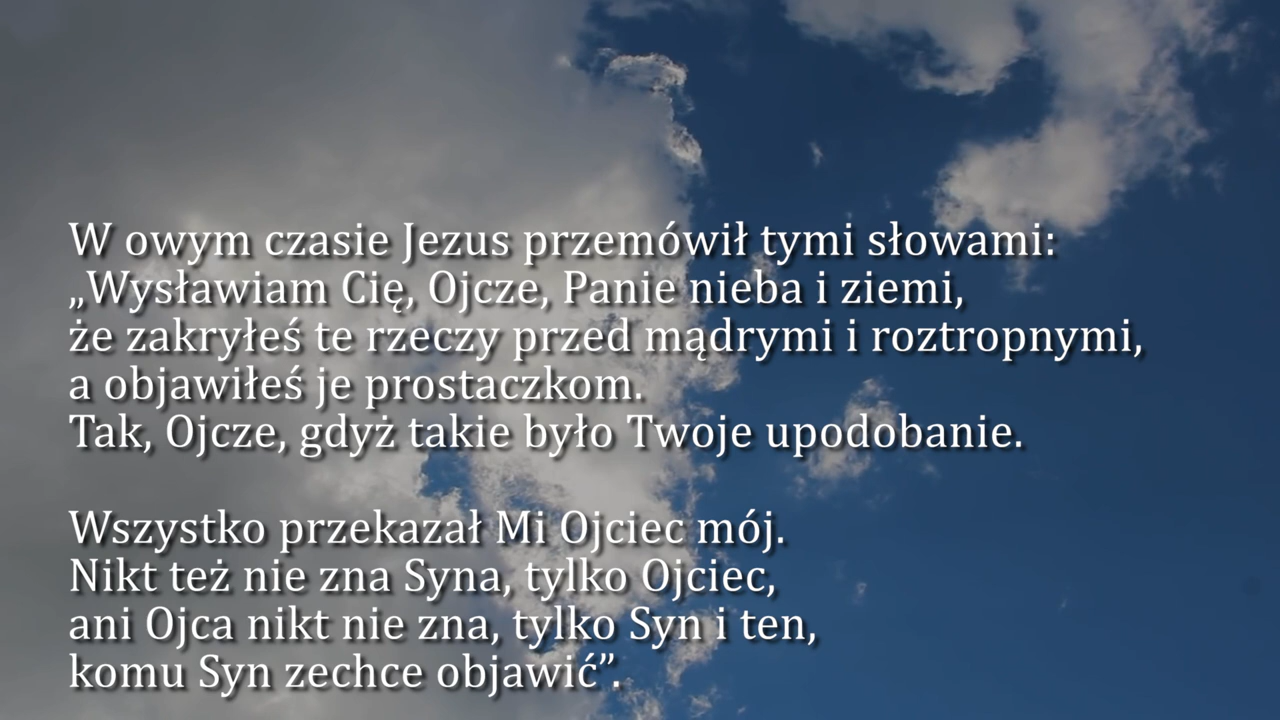 W owym czasie Jezus przemówił tymi słowami:
„Wysławiam Cię, Ojcze, Panie nieba i ziemi,
że zakryłeś te rzeczy przed mądrymi i roztropnymi,
a objawiłeś je prostaczkom.
Tak, Ojcze, gdyż takie było Twoje upodobanie.
Wszystko przekazał Mi Ojciec mój.
Nikt też nie zna Syna, tylko Ojciec,
ani Ojca nikt nie zna, tylko Syn i ten,
komu Syn zechce objawić”.